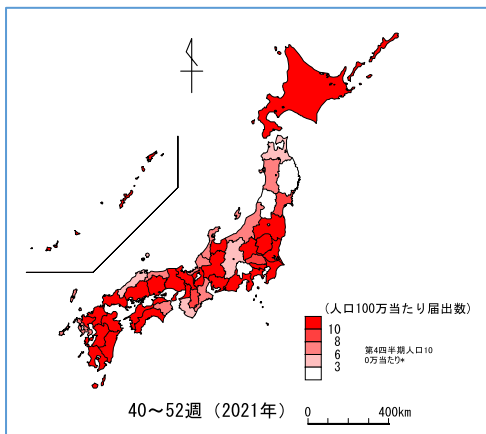 (人口100万当たり届出数)
10
8
6
3
第4四半期人口10
0万当たり*
40～52週 (2021年)
0
400km